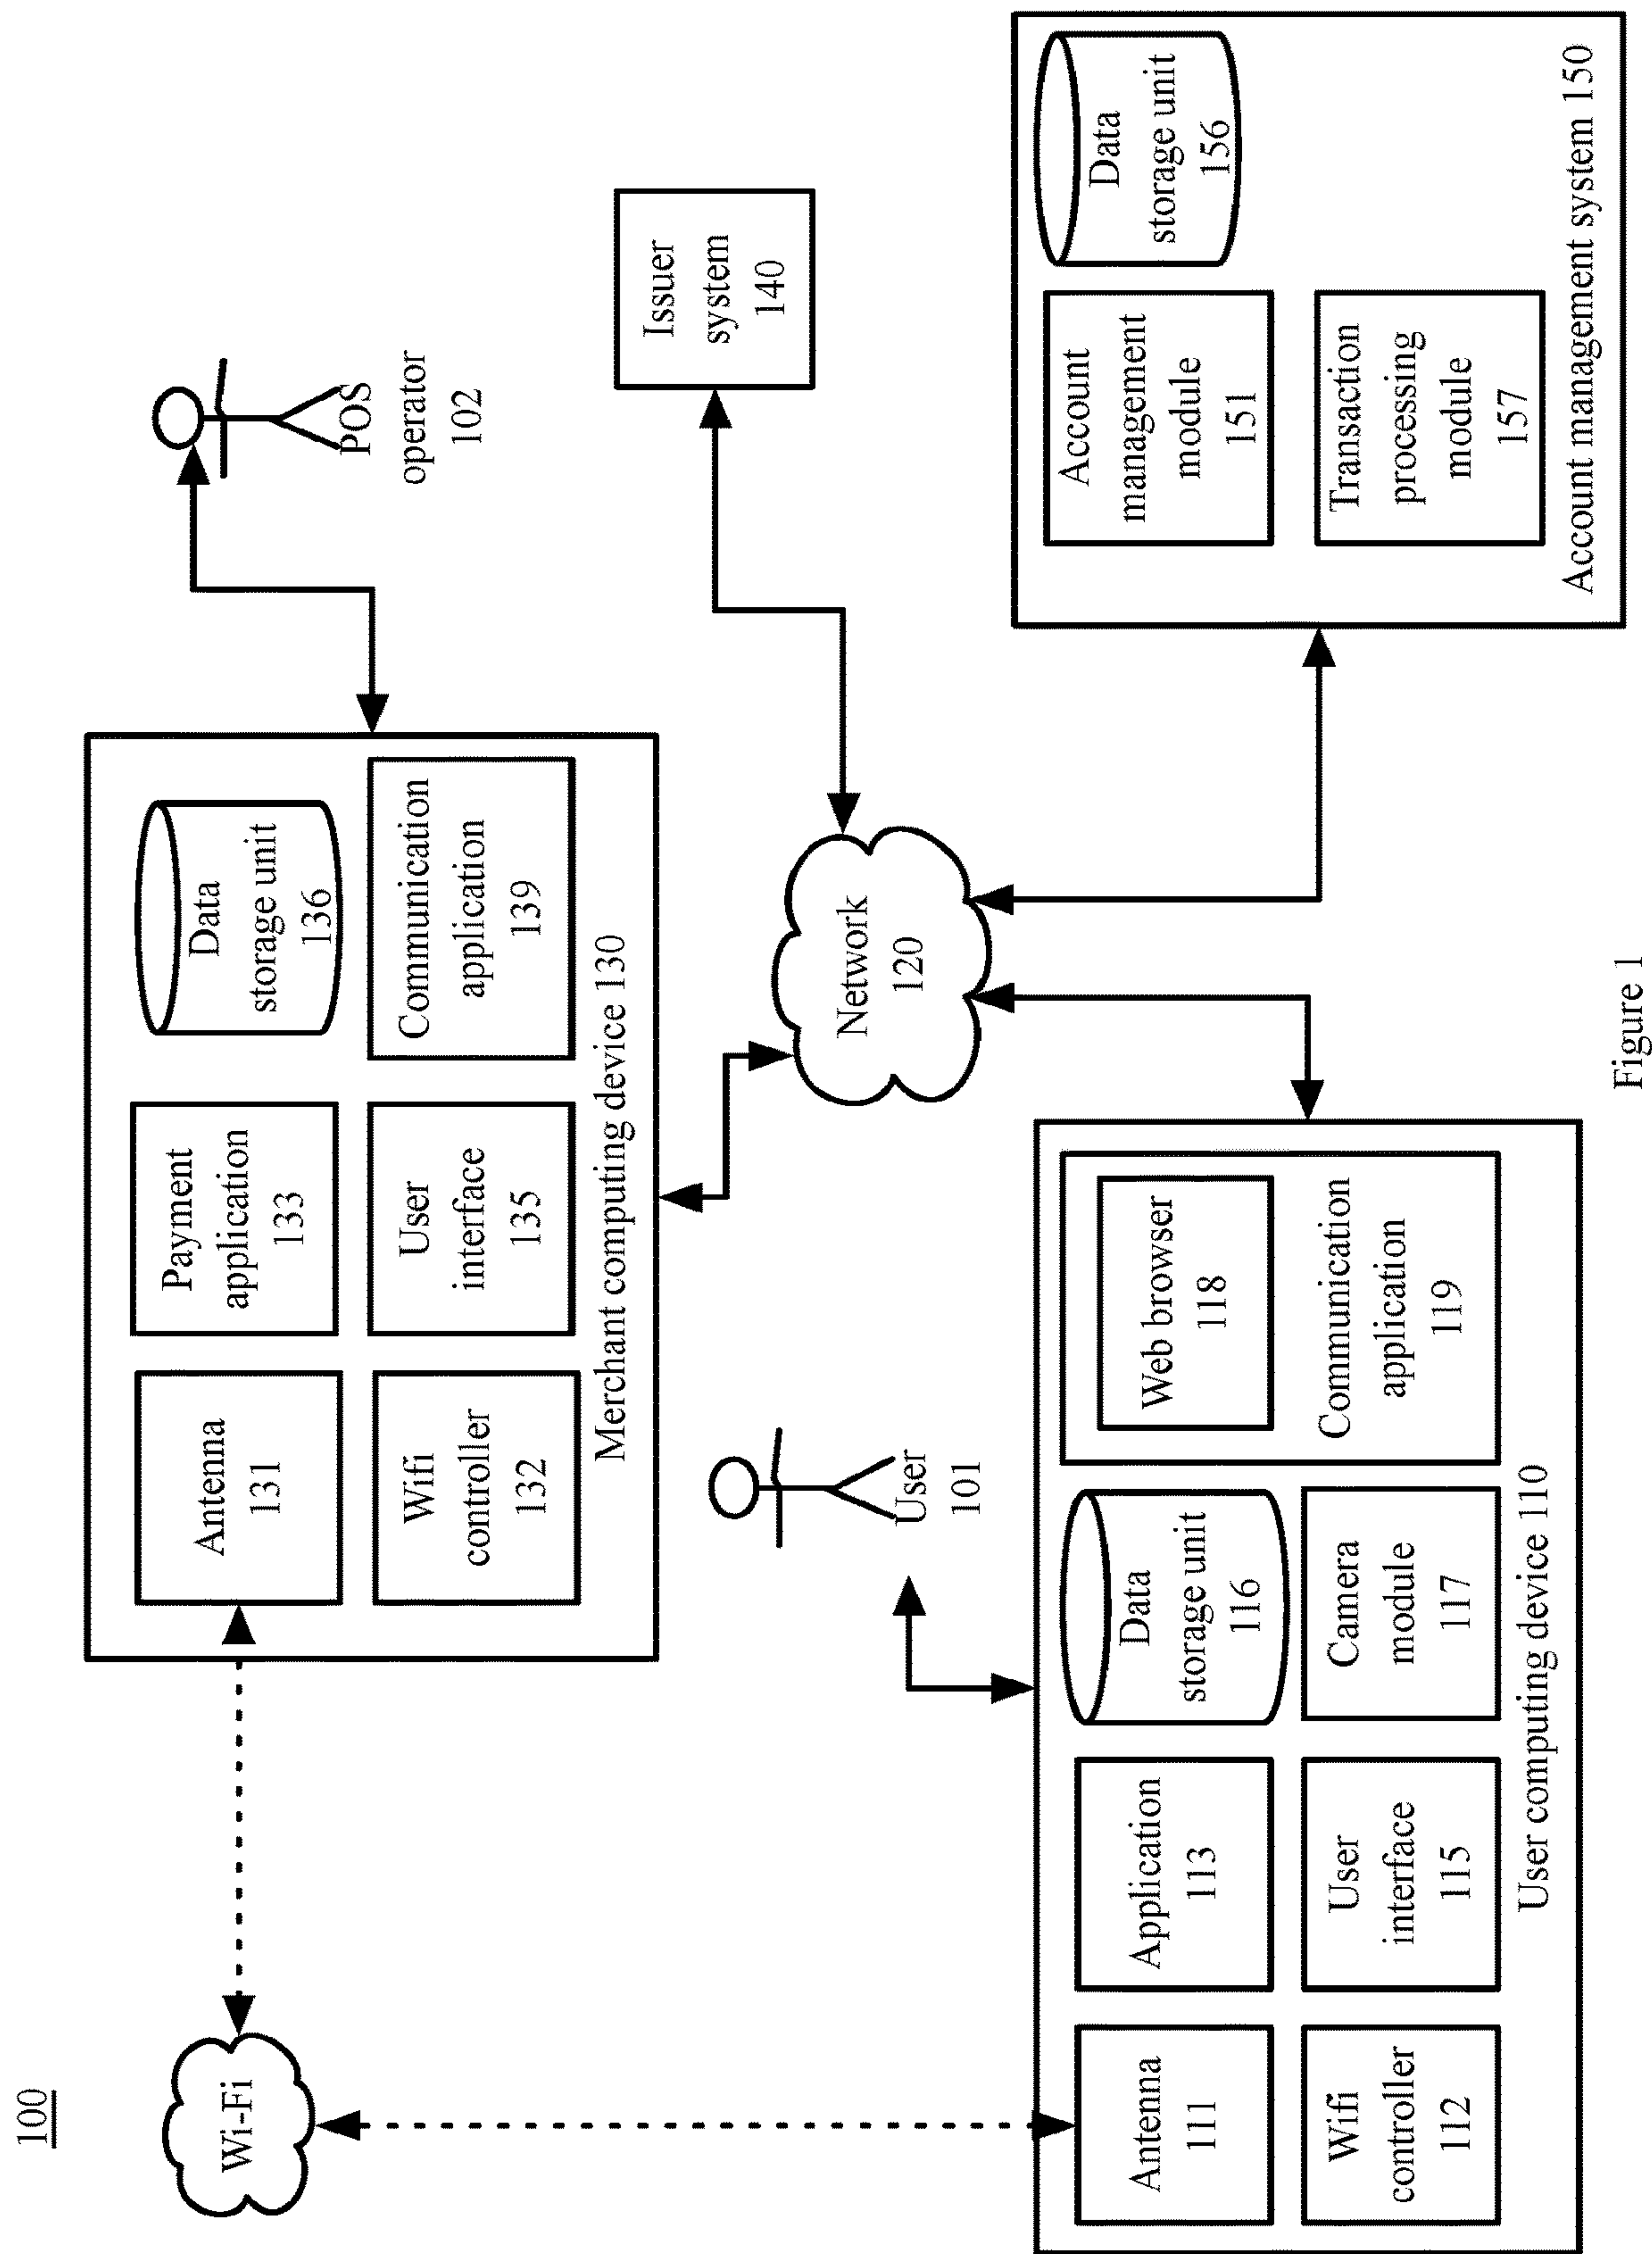 100
Wi-Fi
Antenna
131
Payment
application
133
Data
storage unit
136
Wifi
controller
132
User
interface
135
Communication
application
139
Merchant computing device 130
POS
operator
102
User
101
Network
120
Issuer
system
140
Antenna
111
Application
113
Data
storage unit
116
Web browser
118
Communication
application
119
Wifi
controller
112
User
interface
115
Camera
module
117
User computing device 110
Account
management
module
151
Data
storage unit
156
Transaction
processing
module
157
Account management system 150
Figure 1